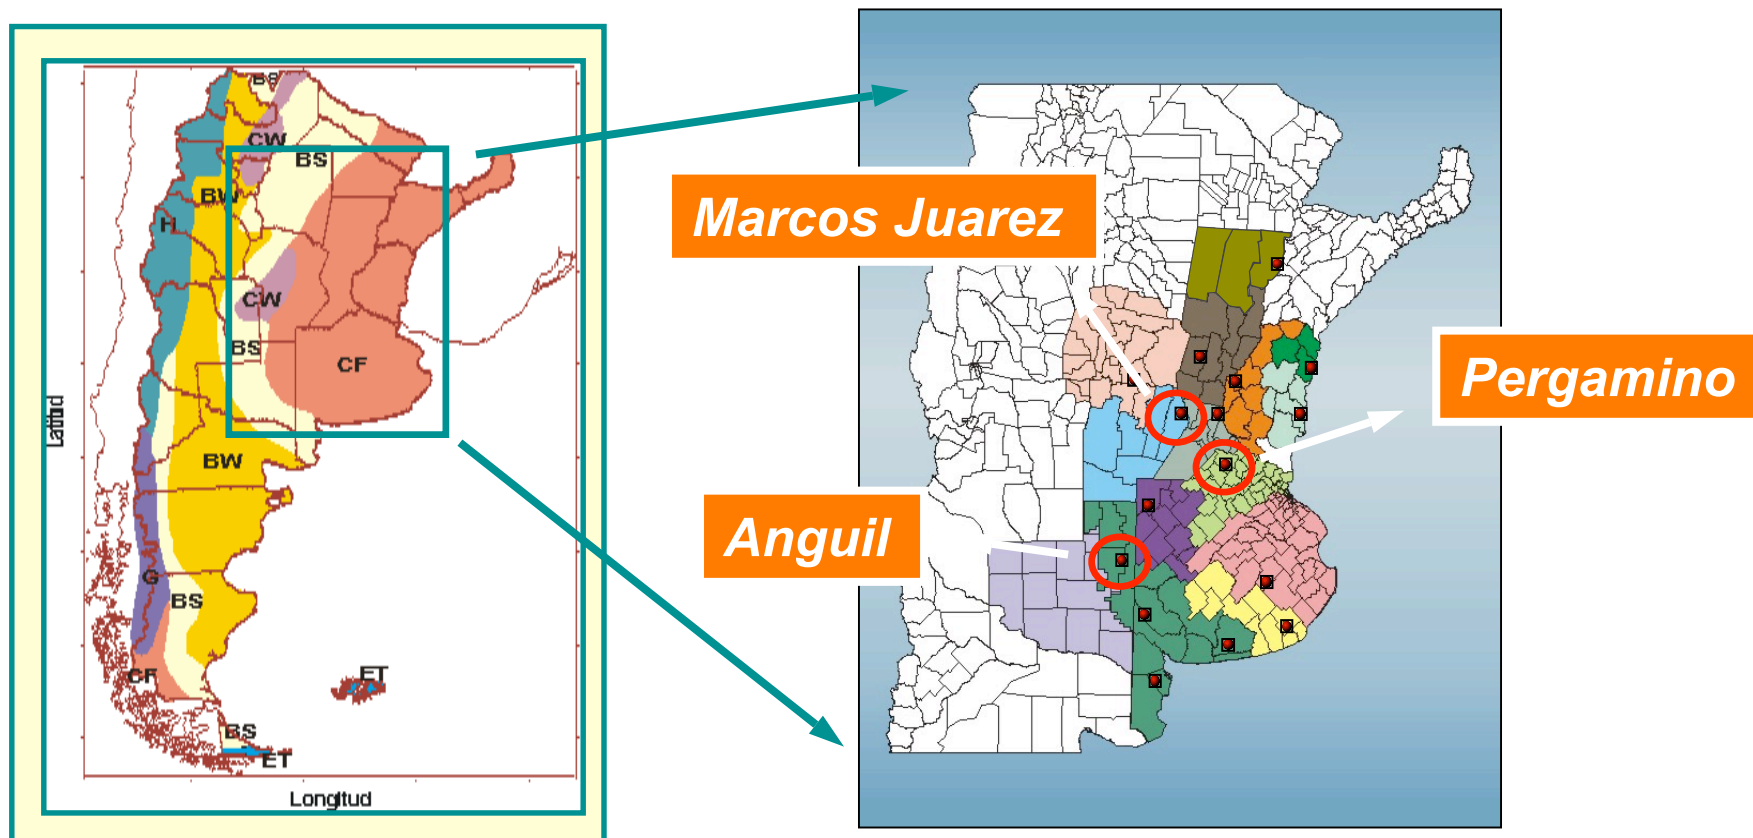 BS
CW
BS
BW
H
CW
BS
CF
BW
G
BS
CF
ET
BS
ET
Latitud
Longitud
Marcos Juarez
Pergamino
Anguil